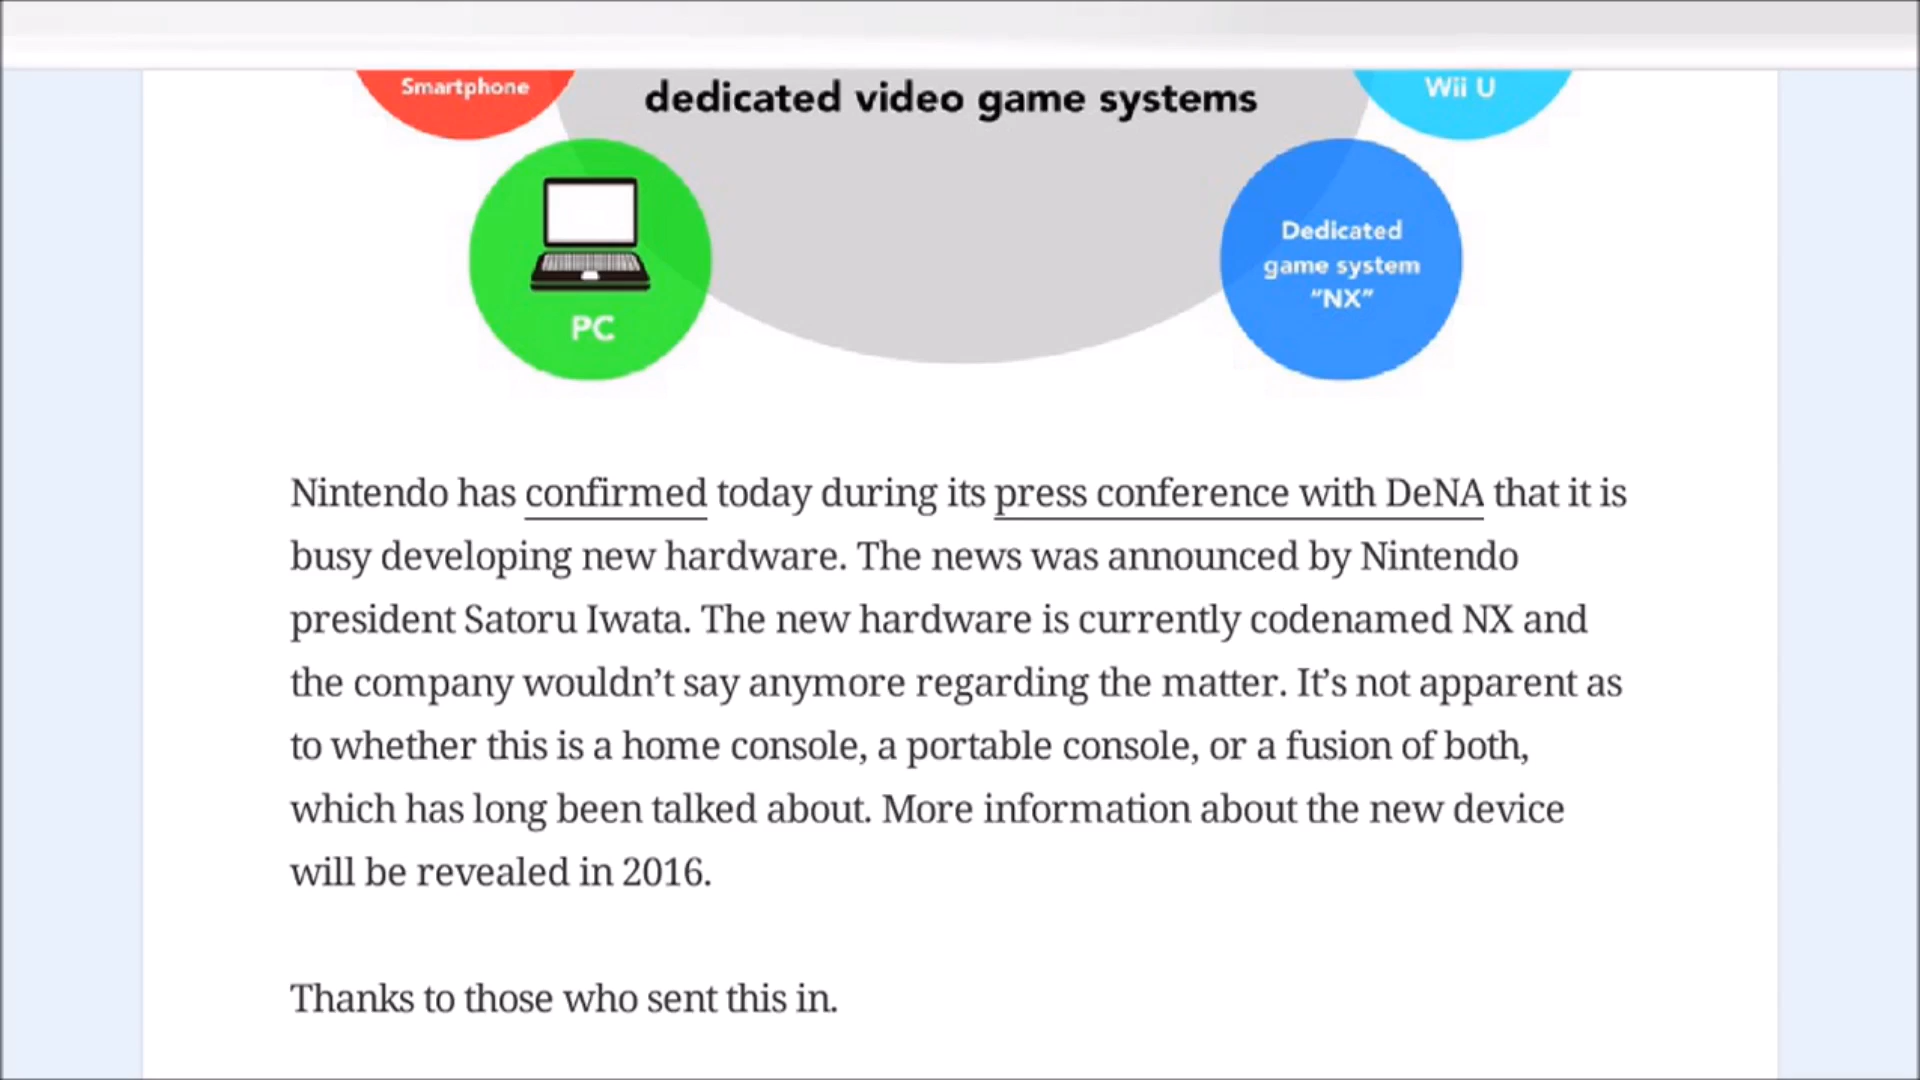 Smartphone
dedicated video game systems
Wii U
PC
Dedicated
game system
“NX”
Nintendo has confirmed today during its press conference with DeNA that it is
busy developing new hardware. The news was announced by Nintendo
president Satoru Iwata. The new hardware is currently codenamed NX and
the company wouldn’t say anymore regarding the matter. It’s not apparent as
to whether this is a home console, a portable console, or a fusion of both,
which has long been talked about. More information about the new device
will be revealed in 2016.
Thanks to those who sent this in.